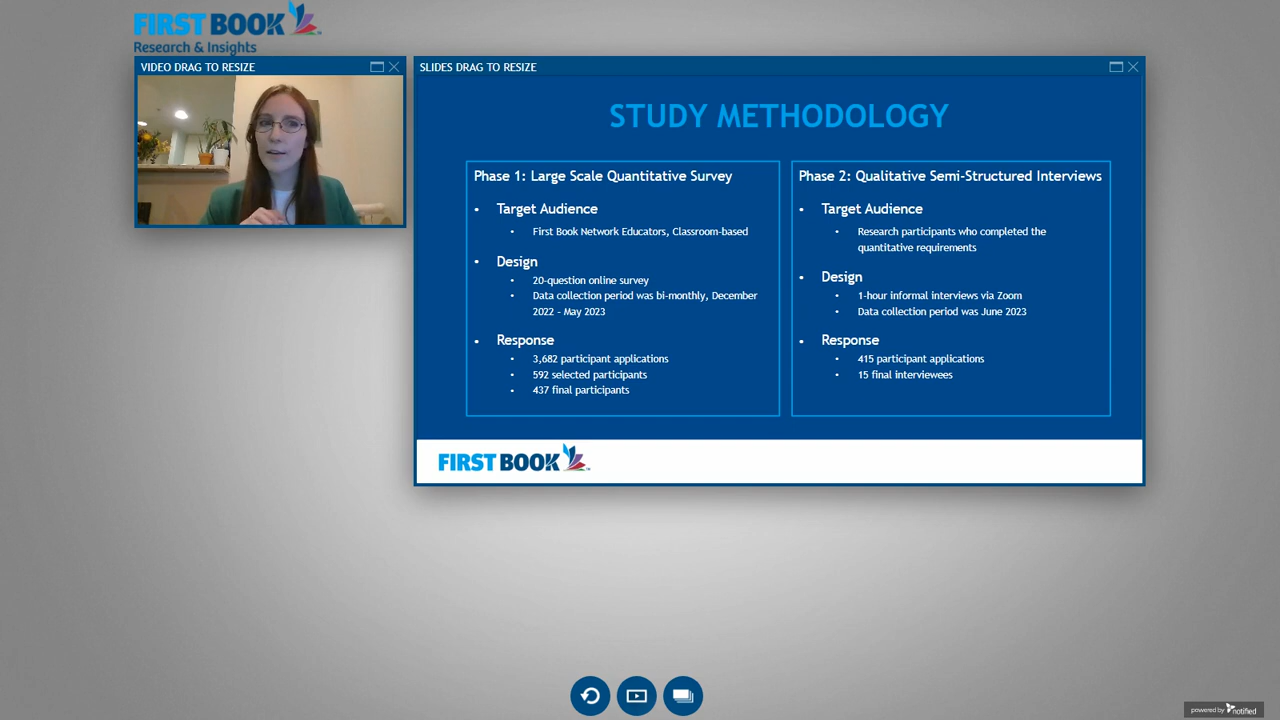 FIRST BOOK
Research & Insights
VIDEO DRAG TO RESIZE
SLIDES DRAG TO RESIZE
STUDY METHODOLOGY
Phase 1: Large Scale Quantitative Survey
• Target Audience
• First Book Network Educators, Classroom-based
• Design
• 20-question online survey
• Data collection period was bi-monthly, December
2022 – May 2023
• Response
• 3,682 participant applications
• 592 selected participants
• 437 final participants
Phase 2: Qualitative Semi-Structured Interviews
• Target Audience
• Research participants who completed the
quantitative requirements
• Design
• 1-hour informal interviews via Zoom
• Data collection period was June 2023
• Response
• 415 participant applications
• 15 final interviewees
FIRST BOOK
powered by notified